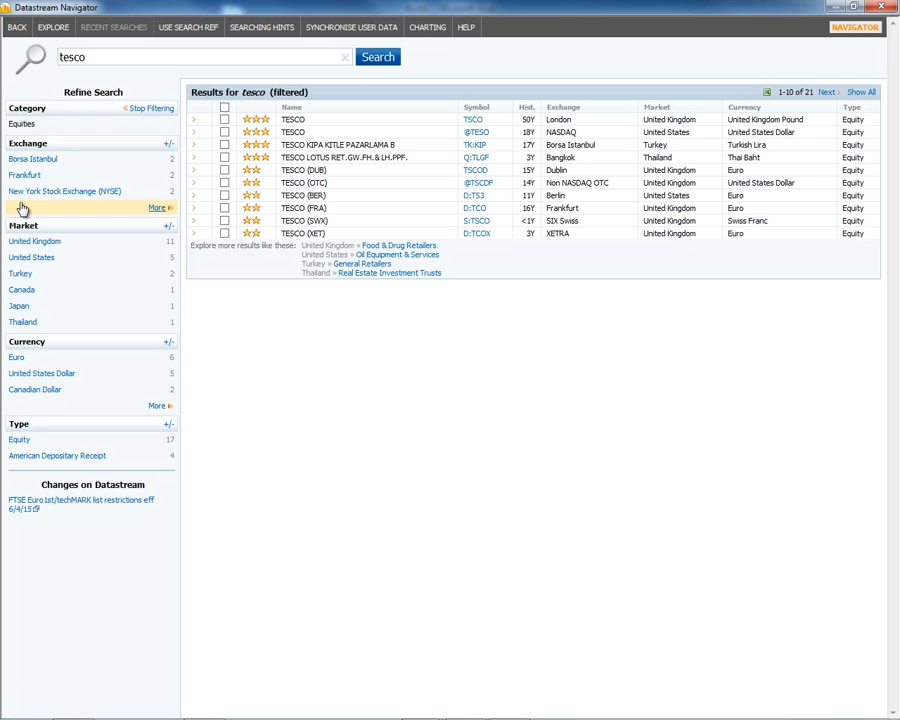 Datastream Navigator
BACK EXPLORE RECENT SEARCHES USE SEARCH REF SEARCHING HINTS SYNCHRONISE USER DATA CHARTING HELP NAVIGATOR
tesco Search
Refine Search
Category «Stop Filtering
Equities
Exchange +/-
Borsa Istanbul 2
Frankfurt 2
New York Stock Exchange (NYSE) 2
More »
Market +/-
United Kingdom 11
United States 5
Turkey 2
Canada 1
Japan 1
Thailand 1
Currency +/-
Euro 6
United States Dollar 5
Canadian Dollar 2
More »
Type +/-
Equity 17
American Depositary Receipt 4
Changes on Datastream
FTSE Euro1st/techMARK list restrictions eff
6/4/15
Results for tesco (filtered) 1-10 of 21 Next > Show All
Name Symbol Hist. Exchange Market Currency Type
TESCO TSCO 50Y London United Kingdom United Kingdom Pound Equity
TESCO @TESO 18Y NASDAQ United States United States Dollar Equity
TESCO KIPA KITLE PAZARLAMA B TK:KIP 17Y Borsa Istanbul Turkey Turkish Lira Equity
TESCO LOTUS RET.GW.FH.& LH.PPF. Q:TLGF 3Y Bangkok Thailand Thai Baht Equity
TESCO (DUB) TSCOD 15Y Dublin United Kingdom Euro Equity
TESCO (OTC) @TSCDF 14Y Non NASDAQ OTC United Kingdom United States Dollar Equity
TESCO (BER) D:TS3 11Y Berlin United States Euro Equity
TESCO (FRA) D:TCO 16Y Frankfurt United Kingdom Euro Equity
TESCO (SWX) S:TSCO <1Y SIX Swiss United Kingdom Swiss Franc Equity
TESCO (XET) D:TCOX 3Y XETRA United Kingdom Euro Equity
Explore more results like these: United Kingdom » Food & Drug Retailers
United States » Oil Equipment & Services
Turkey » General Retailers
Thailand » Real Estate Investment Trusts